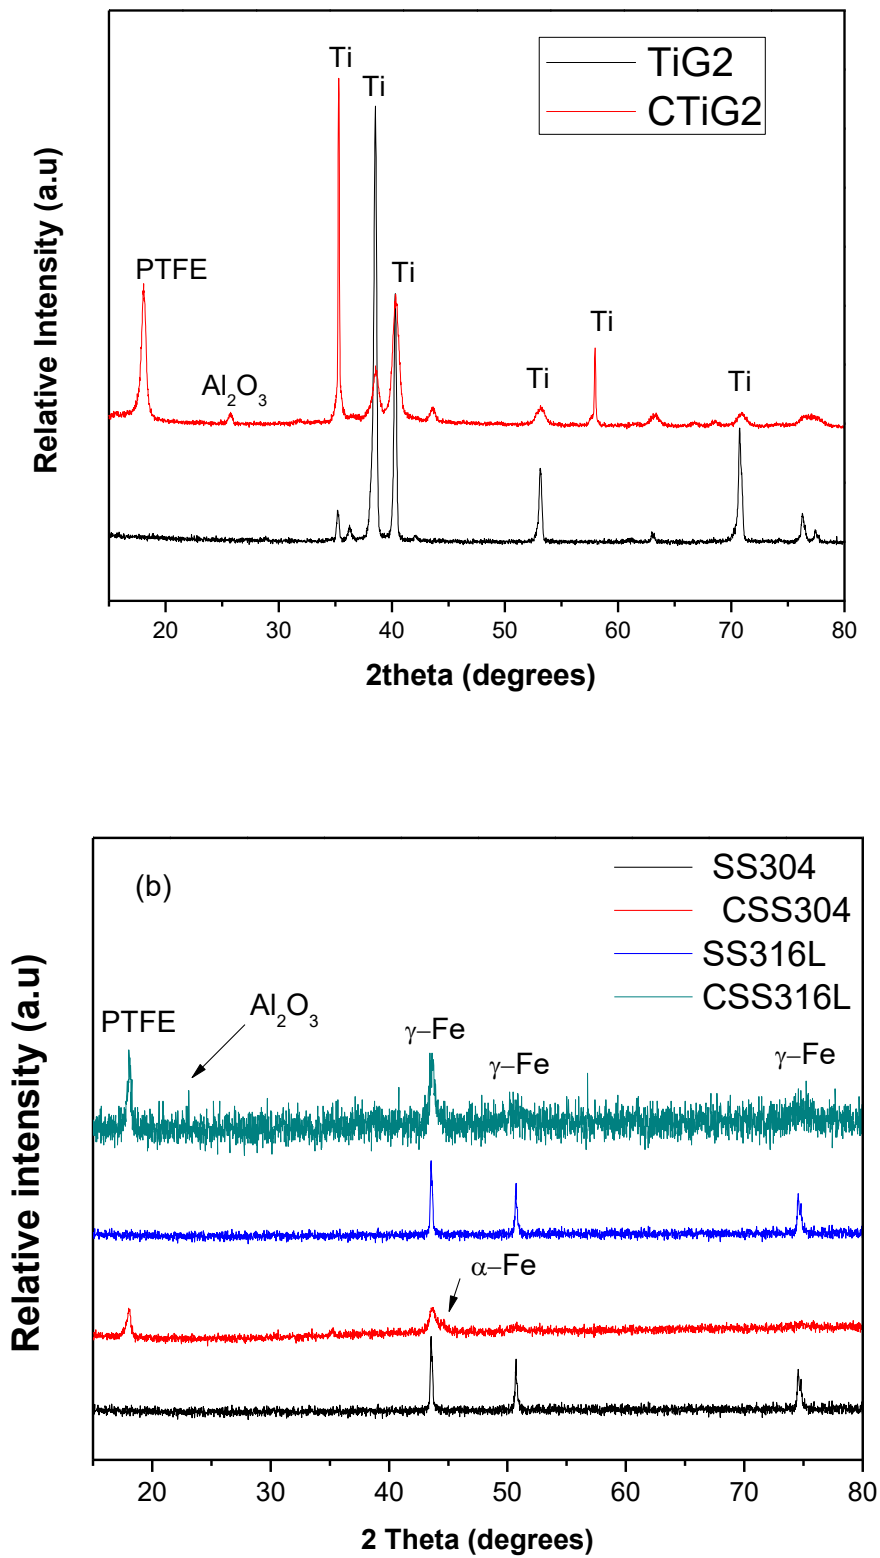 Ti
Ti
TiG2
CTiG2
PTFE
Ti
Al₂O₃
Ti
Ti
Ti
Relative Intensity (a.u)
20 30 40 50 60 70 80
2theta (degrees)
(b)
SS304
CSS304
SS316L
CSS316L
PTFE
Al₂O₃
γ–Fe
γ–Fe
γ–Fe
α–Fe
Relative intensity (a.u)
20 30 40 50 60 70 80
2 Theta (degrees)